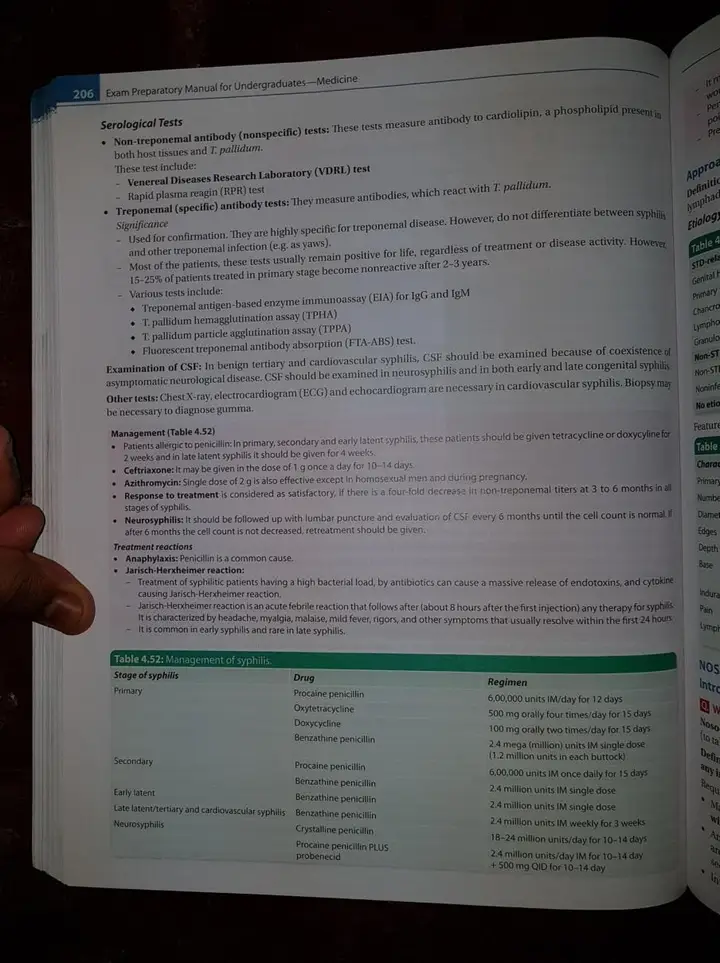 206 Exam Preparatory Manual for Undergraduates—Medicine
Serological Tests
• Non-treponemal antibody (nonspecific) tests: These tests measure antibody to cardiolipin, a phospholipid present in
both host tissues and T. pallidum.
These test include:
– Venereal Diseases Research Laboratory (VDRL) test
– Rapid plasma reagin (RPR) test
• Treponemal (specific) antibody tests: They measure antibodies, which react with T. pallidum.
Significance
– Used for confirmation. They are highly specific for treponemal disease. However, do not differentiate between syphilis
and other treponemal infection (e.g. as yaws).
– Most of the patients, these tests usually remain positive for life, regardless of treatment or disease activity. However,
15–25% of patients treated in primary stage become nonreactive after 2–3 years.
– Various tests include:
◆ Treponemal antigen-based enzyme immunoassay (EIA) for IgG and IgM
◆ T. pallidum hemagglutination assay (TPHA)
◆ T. pallidum particle agglutination assay (TPPA)
◆ Fluorescent treponemal antibody absorption (FTA-ABS) test.
Examination of CSF: In benign tertiary and cardiovascular syphilis, CSF should be examined because of coexistence of
asymptomatic neurological disease. CSF should be examined in neurosyphilis and in both early and late congenital syphilis
Other tests: Chest X-ray, electrocardiogram (ECG) and echocardiogram are necessary in cardiovascular syphilis. Biopsy may
be necessary to diagnose gumma.
Management (Table 4.52)
• Patients allergic to penicillin: In primary, secondary and early latent syphilis, these patients should be given tetracycline or doxycyline for
2 weeks and in late latent syphilis it should be given for 4 weeks.
• Ceftriaxone: It may be given in the dose of 1 g once a day for 10–14 days.
• Azithromycin: Single dose of 2 g is also effective except in homosexual men and during pregnancy.
• Response to treatment is considered as satisfactory, if there is a four-fold decrease in non-treponemal titers at 3 to 6 months in all
stages of syphilis.
• Neurosyphilis: It should be followed up with lumbar puncture and evaluation of CSF every 6 months until the cell count is normal. If
after 6 months the cell count is not decreased, retreatment should be given.
Treatment reactions
• Anaphylaxis: Penicillin is a common cause.
• Jarisch-Herxheimer reaction:
– Treatment of syphilitic patients having a high bacterial load, by antibiotics can cause a massive release of endotoxins, and cytokine
causing Jarisch-Herxheimer reaction.
– Jarisch-Herxheimer reaction is an acute febrile reaction that follows after (about 8 hours after the first injection) any therapy for syphilis.
It is characterized by headache, myalgia, malaise, mild fever, rigors, and other symptoms that usually resolve within the first 24 hours
– It is common in early syphilis and rare in late syphilis.
Table 4.52: Management of syphilis.
Stage of syphilis Drug Regimen
Primary Procaine penicillin 6,00,000 units IM/day for 12 days
Oxytetracycline 500 mg orally four times/day for 15 days
Doxycycline 100 mg orally two times/day for 15 days
Benzathine penicillin 2.4 mega (million) units IM single dose
(1.2 million units in each buttock)
Secondary Procaine penicillin 6,00,000 units IM once daily for 15 days
Benzathine penicillin 2.4 million units IM single dose
Early latent Benzathine penicillin 2.4 million units IM single dose
Late latent/tertiary and cardiovascular syphilis Benzathine penicillin 2.4 million units IM weekly for 3 weeks
Neurosyphilis Crystalline penicillin 18–24 million units/day for 10–14 days
Procaine penicillin PLUS 2.4 million units/day IM for 10–14 day
probenecid + 500 mg QID for 10–14 day
Etiology
Table 4
Genital
Primary
Non-ST
No etio
Feature
Table
Primary
Edges
Depth
Base
Pain
NOS
Intro